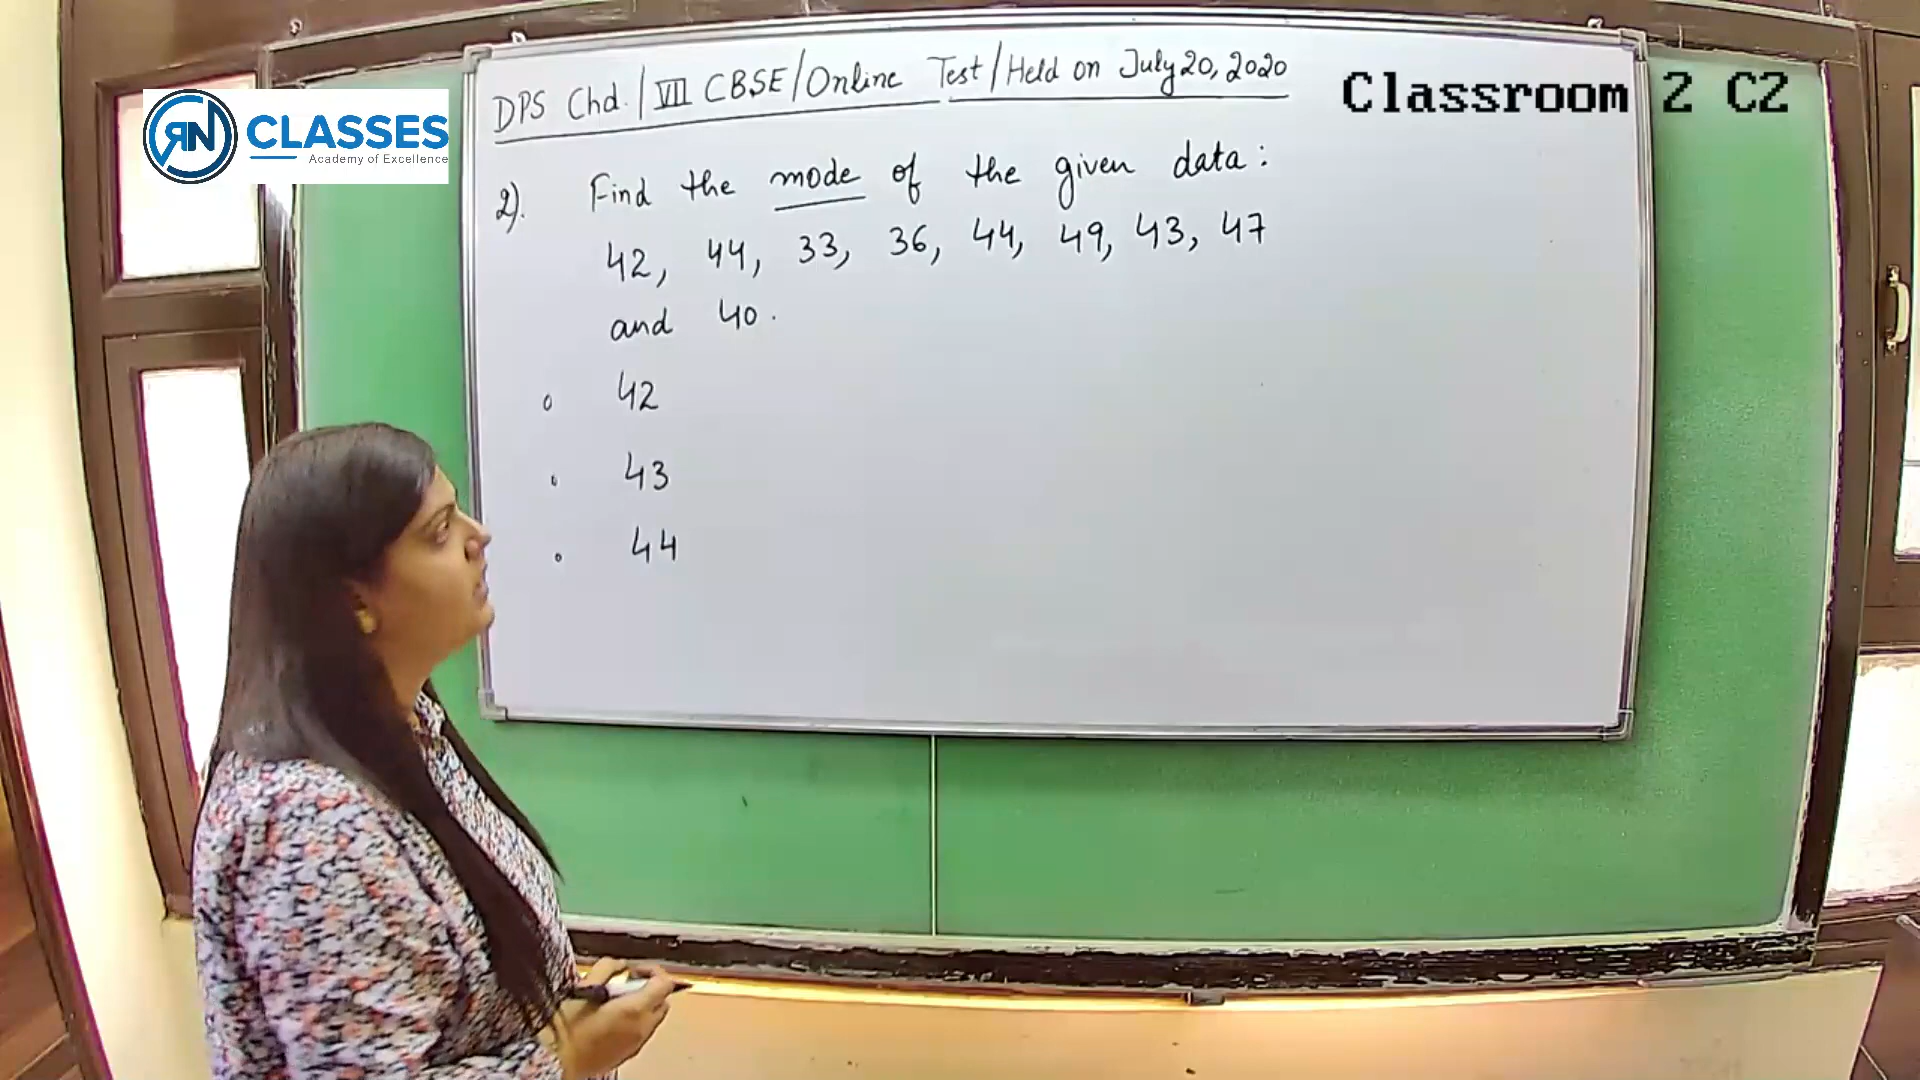 RN CLASSES
Academy of Excellence
Classroom 2 C2
DPS Chd. / VII CBSE / Online Test / Held on July 20, 2020
2). Find the mode of the given data :
42, 44, 33, 36, 44, 49, 43, 47
and 40.
42
43
44